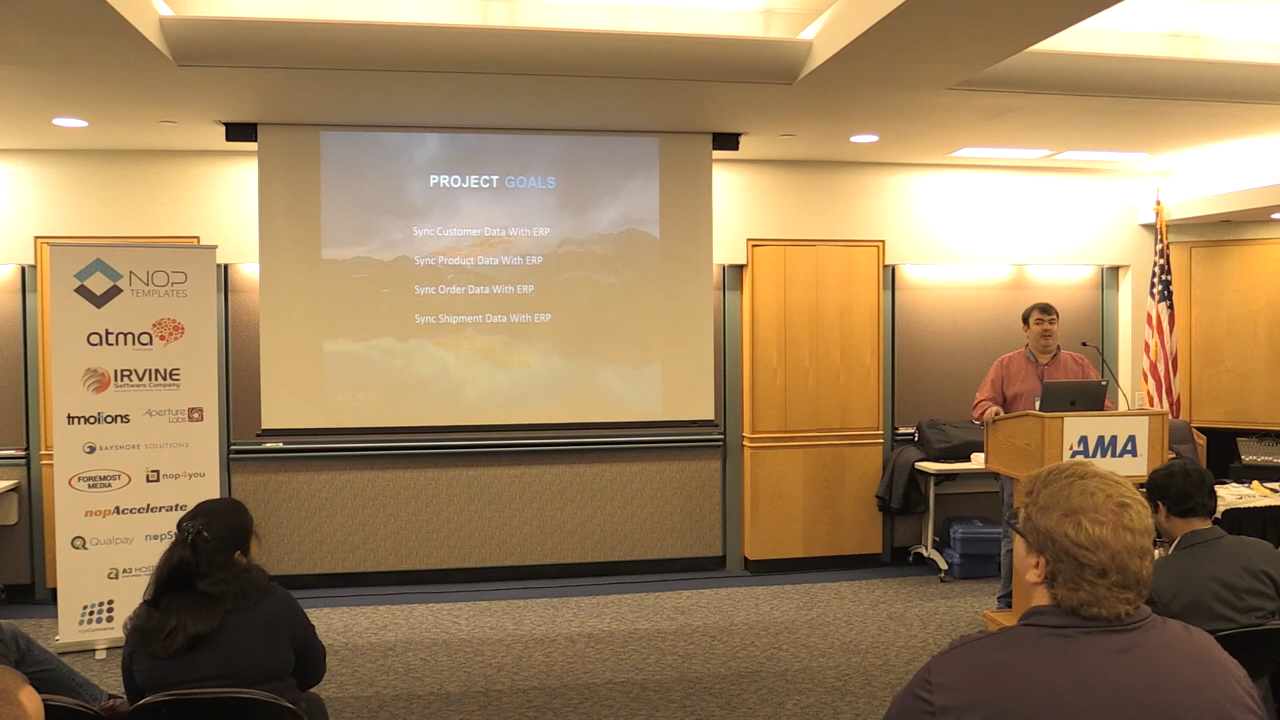 PROJECT GOALS
Sync Customer Data With ERP
Sync Product Data With ERP
Sync Order Data With ERP
Sync Shipment Data With ERP
NOP
TEMPLATES
atma
IRVINE
Software Company
tmotions
Aperture
Labs
BAYSHORE SOLUTIONS
FOREMOST
MEDIA
nop4you
nopAccelerate
Qualpay
A2 HOST
AMA